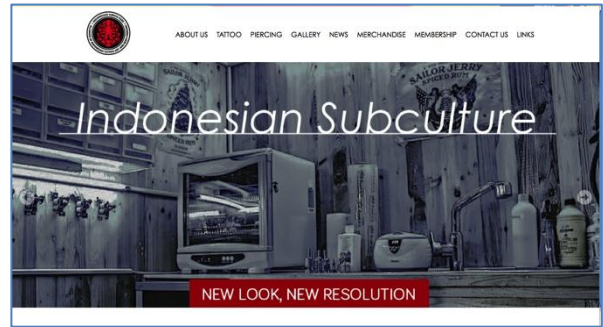 ABOUT US TATTOO PIERCING GALLERY NEWS MERCHANDISE MEMBERSHIP CONTACT US LINKS
SAILOR JERRY
SAILOR JERRY
SPICED RUM
Indonesian Subculture
NEW LOOK, NEW RESOLUTION